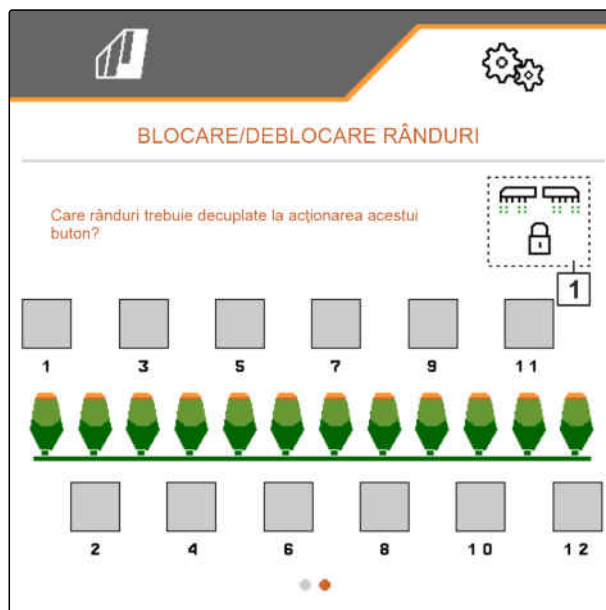 BLOCARE/DEBLOCARE RÂNDURI
Care rânduri trebuie decuplate la acționarea acestui
buton?
1
1 3 5 7 9 11
2 4 6 8 10 12